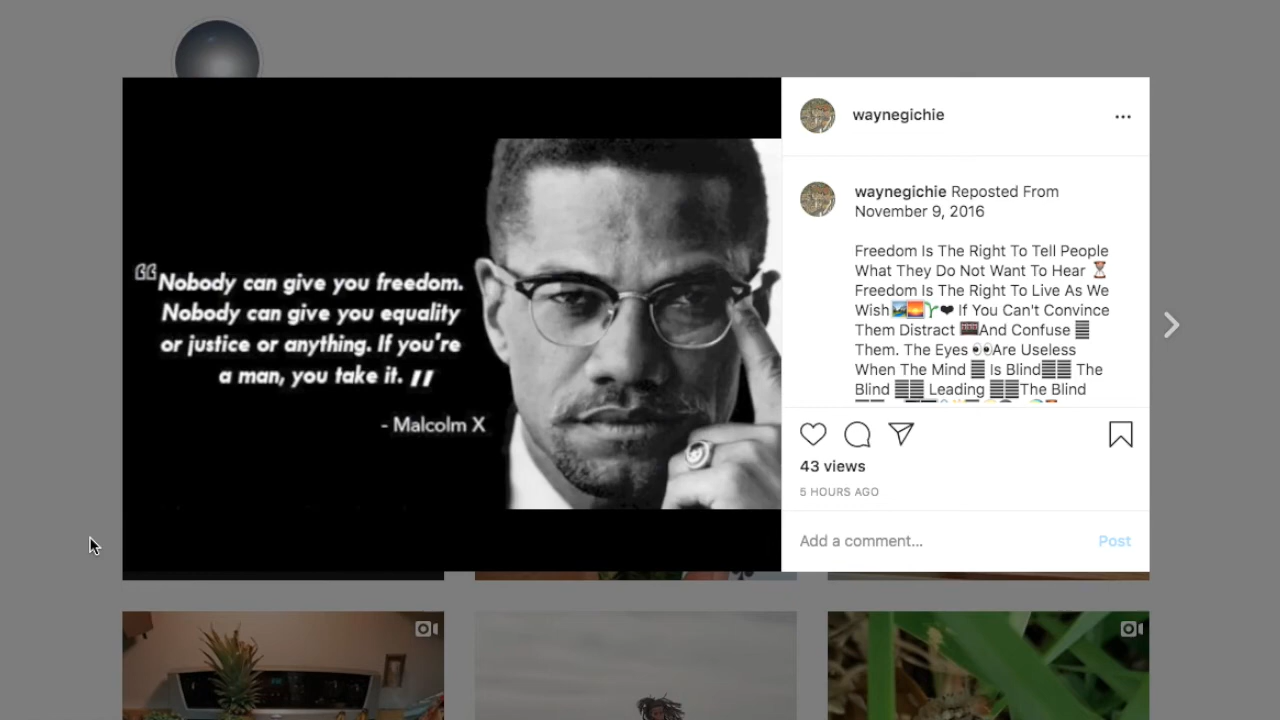 Nobody can give you freedom.
Nobody can give you equality
or justice or anything. If you're
a man, you take it.
- Malcolm X
waynegichie
waynegichie Reposted From
November 9, 2016
Freedom Is The Right To Tell People
What They Do Not Want To Hear ⏳
Freedom Is The Right To Live As We
Wish🏞️🌅🌱❤ If You Can't Convince
Them Distract And Confuse
Them. The Eyes 👀Are Useless
When The Mind Is Blind The
Blind Leading The Blind
43 views
5 HOURS AGO
Add a comment...
Post